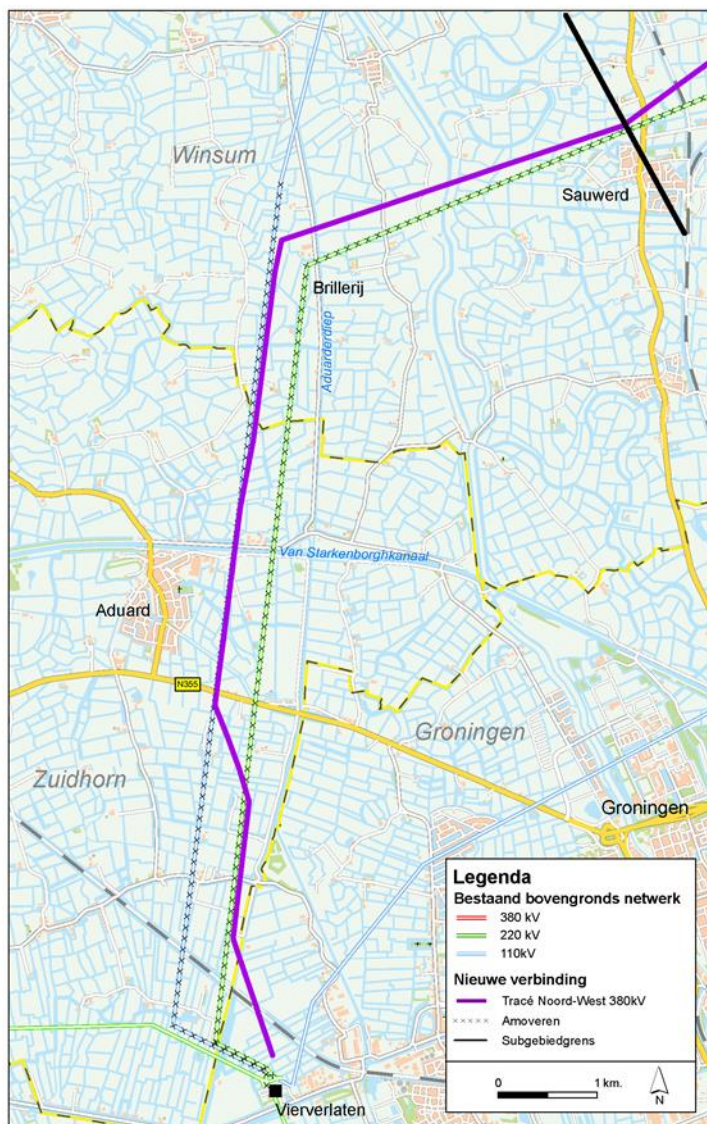 Winsum
Sauwerd
Brillerij
Aduarderdiep
Van Starkenborghkanaal
Aduard
N355
Groningen
Zuidhorn
Groningen
Legenda
Bestaand bovengronds netwerk
380 kV
220 kV
110kV
Nieuwe verbinding
Tracé Noord-West 380kV
Amoveren
Subgebiedgrens
0 1 km.
N
Vierverlaten